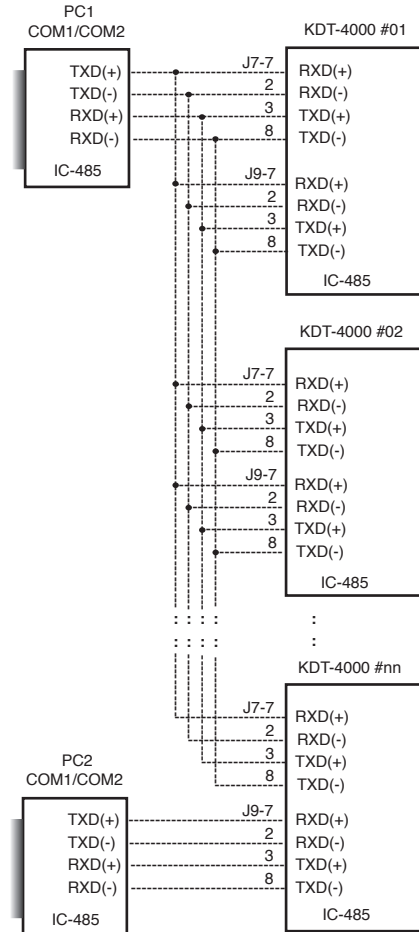 PC1
COM1/COM2
TXD(+)
TXD(-)
RXD(+)
RXD(-)
IC-485
KDT-4000 #01
J7-7 RXD(+)
2 RXD(-)
3 TXD(+)
8 TXD(-)
J9-7 RXD(+)
2 RXD(-)
3 TXD(+)
8 TXD(-)
IC-485
KDT-4000 #02
J7-7 RXD(+)
2 RXD(-)
3 TXD(+)
8 TXD(-)
J9-7 RXD(+)
2 RXD(-)
3 TXD(+)
8 TXD(-)
IC-485
KDT-4000 #nn
J7-7 RXD(+)
2 RXD(-)
3 TXD(+)
8 TXD(-)
PC2
COM1/COM2
TXD(+)
TXD(-)
RXD(+)
RXD(-)
IC-485
J9-7 RXD(+)
2 RXD(-)
3 TXD(+)
8 TXD(-)
IC-485